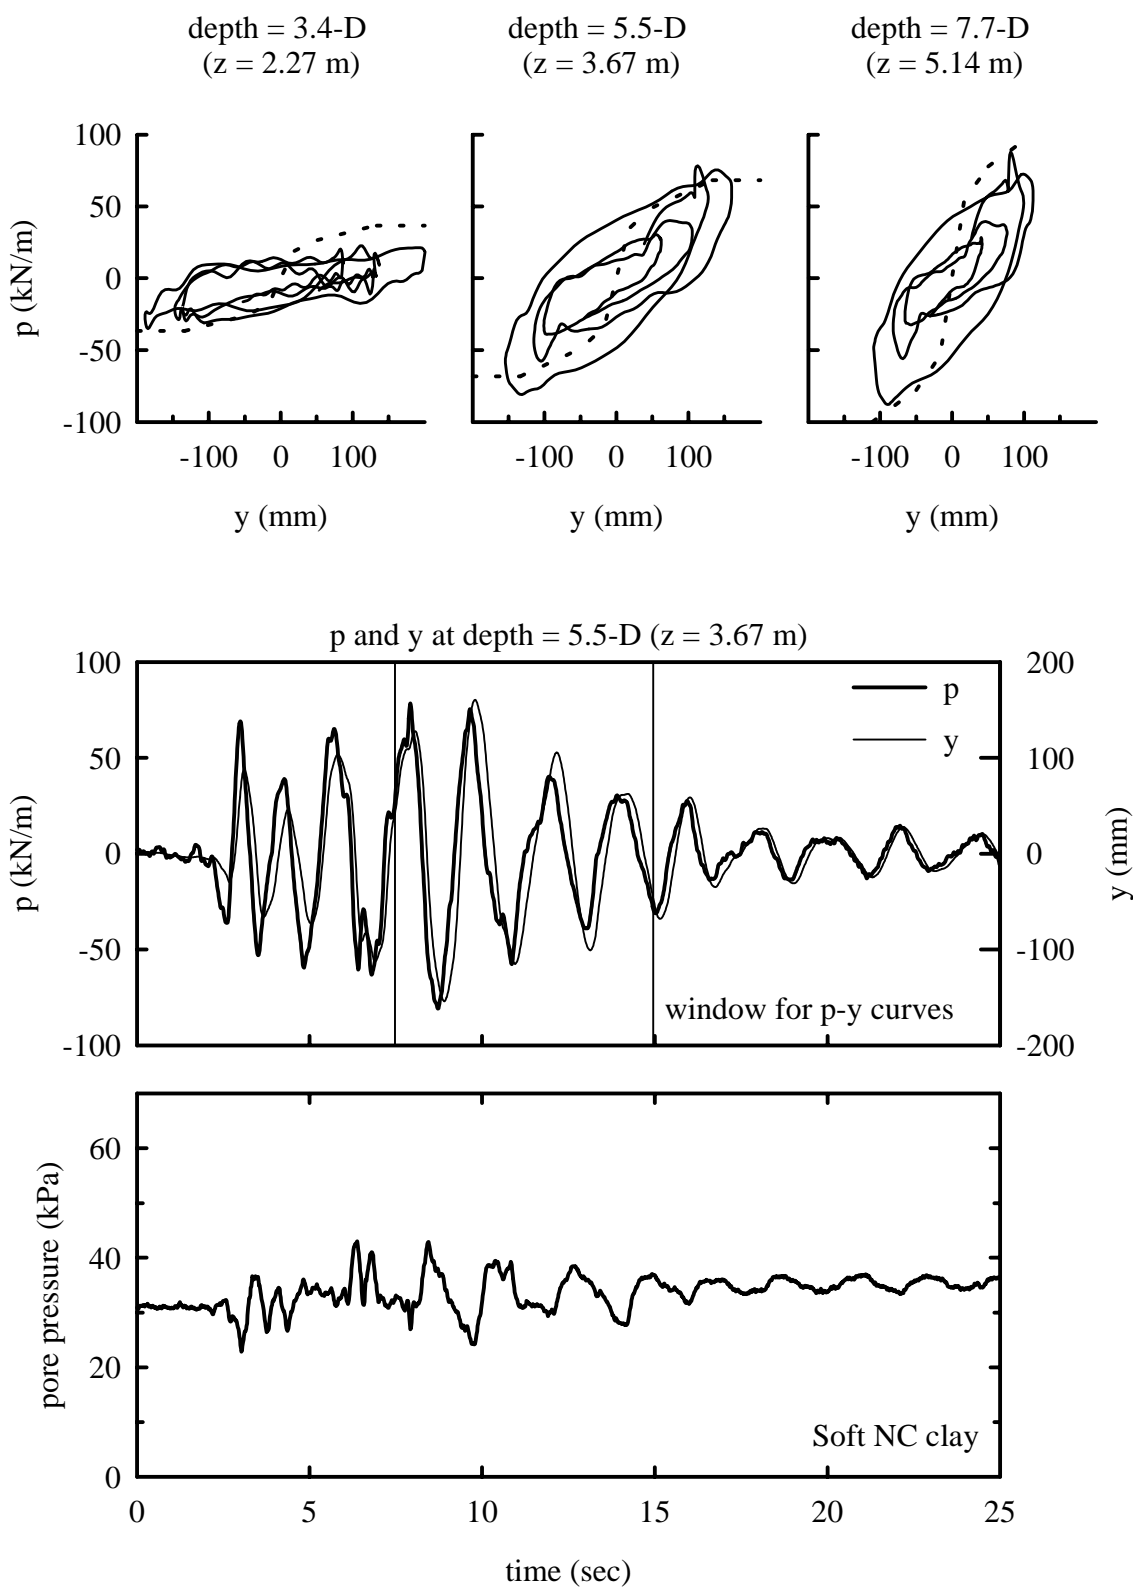 depth = 3.4-D depth = 5.5-D depth = 7.7-D
(z = 2.27 m) (z = 3.67 m) (z = 5.14 m)
100
50
0
-50
-100
p (kN/m)
-100 0 100 -100 0 100 -100 0 100
y (mm) y (mm) y (mm)
p and y at depth = 5.5-D (z = 3.67 m)
100 200
p
y
50 100
0 0
p (kN/m) y (mm)
-50 -100
window for p-y curves
-100 -200
60
40
20
0
pore pressure (kPa)
Soft NC clay
0 5 10 15 20 25
time (sec)